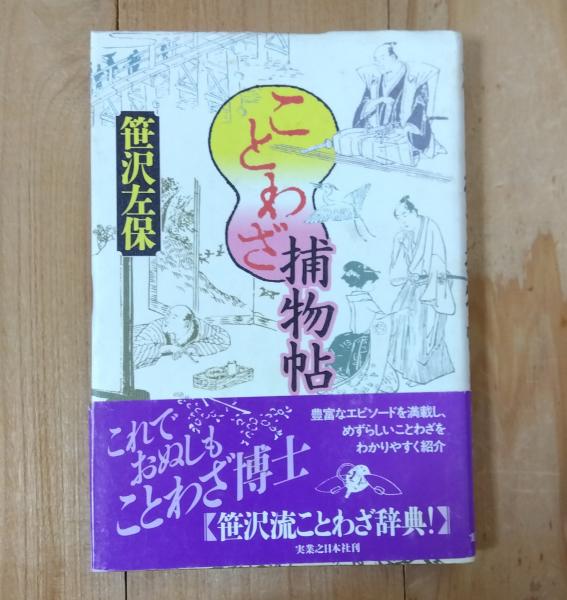 ことわざ
捕物帖
笹沢左保
これで
おぬしも
ことわざ博士
豊富なエピソードを満載し、
めずらしいことわざを
わかりやすく紹介
【笹沢流ことわざ辞典!】
実業之日本社刊